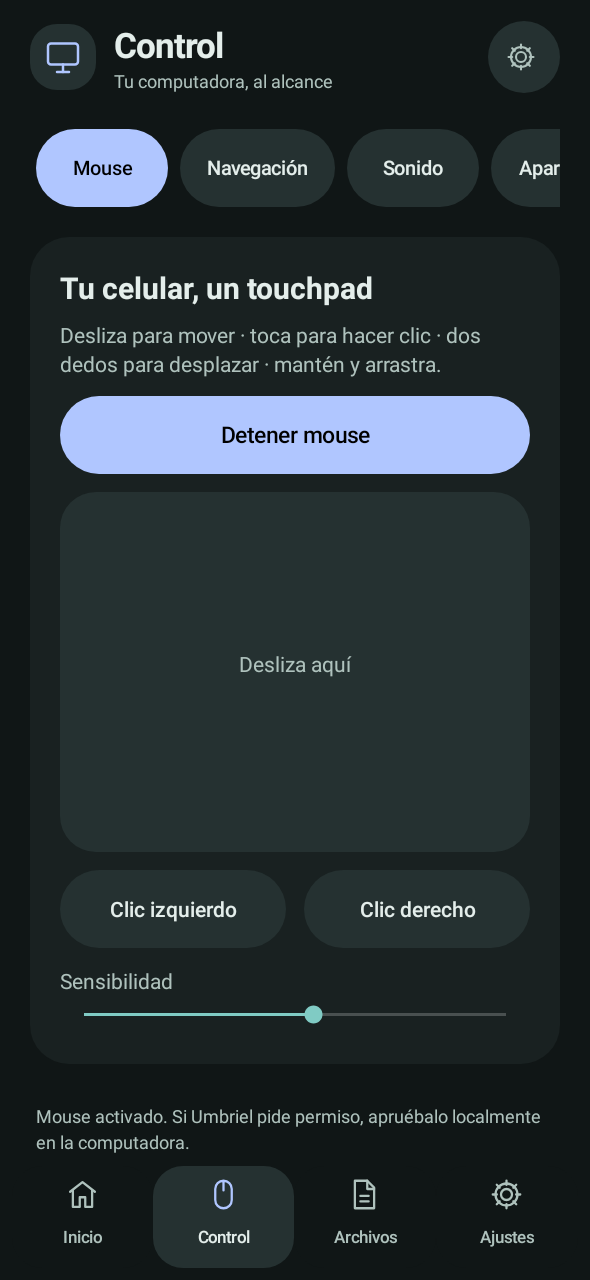 Control
Tu computadora, al alcance
Mouse
Navegación
Sonido
Apar
Tu celular, un touchpad
Desliza para mover · toca para hacer clic · dos
dedos para desplazar · mantén y arrastra.
Detener mouse
Desliza aquí
Clic izquierdo
Clic derecho
Sensibilidad
Mouse activado. Si Umbriel pide permiso, apruébalo localmente
en la computadora.
Inicio
Control
Archivos
Ajustes